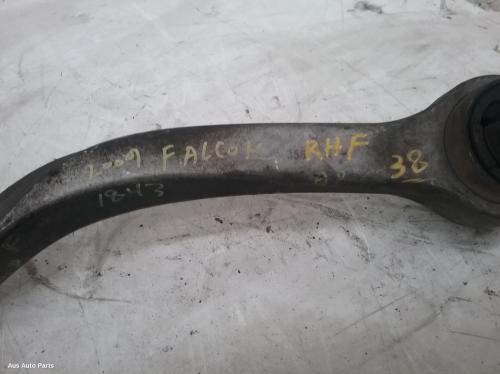 2009 FALCON RHF 38
1843
Aus Auto Parts